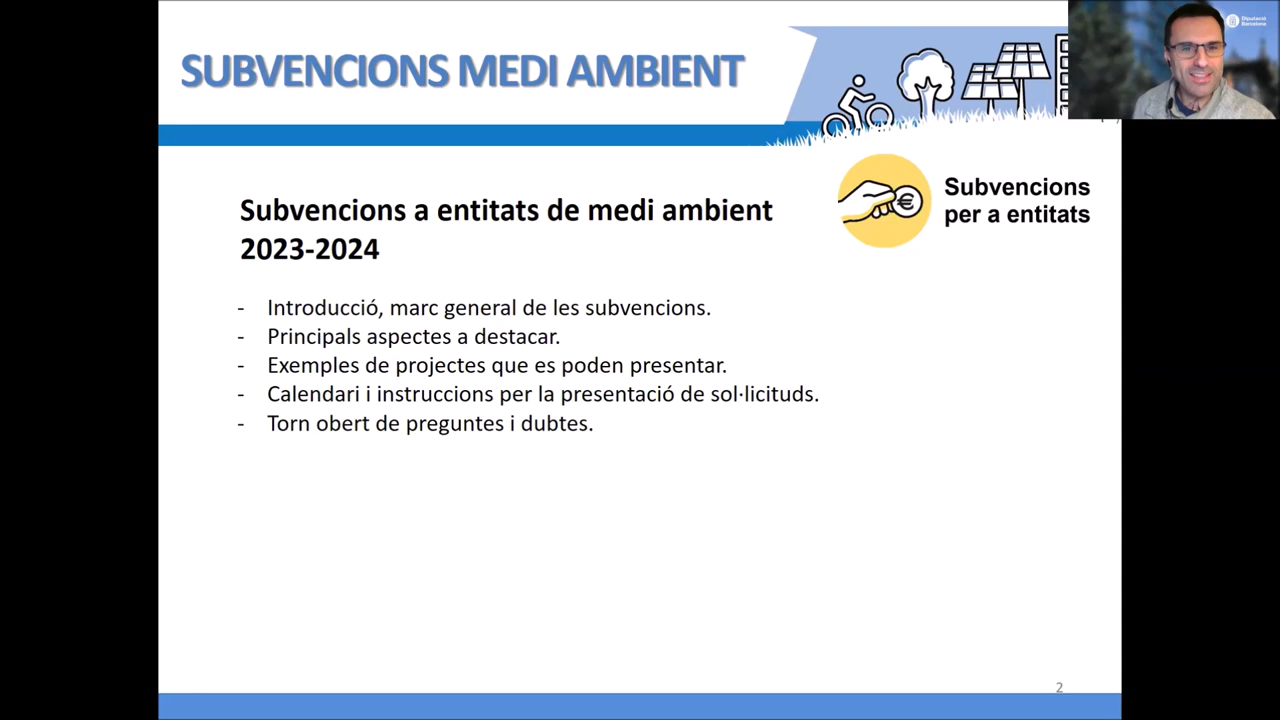 SUBVENCIONS MEDI AMBIENT
Diputació
Barcelona
Subvencions
per a entitats
Subvencions a entitats de medi ambient
2023-2024
- Introducció, marc general de les subvencions.
- Principals aspectes a destacar.
- Exemples de projectes que es poden presentar.
- Calendari i instruccions per la presentació de sol·licituds.
- Torn obert de preguntes i dubtes.
2